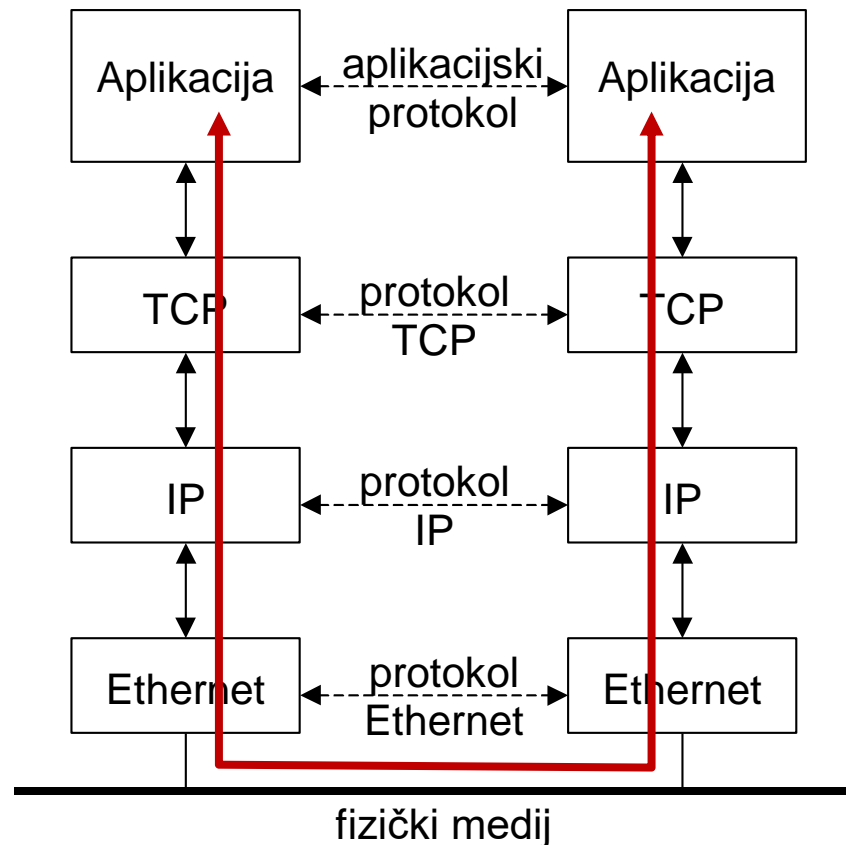 Aplikacija
aplikacijski
protokol
Aplikacija
TCP
protokol
TCP
TCP
IP
protokol
IP
IP
Ethernet
protokol
Ethernet
Ethernet
fizički medij